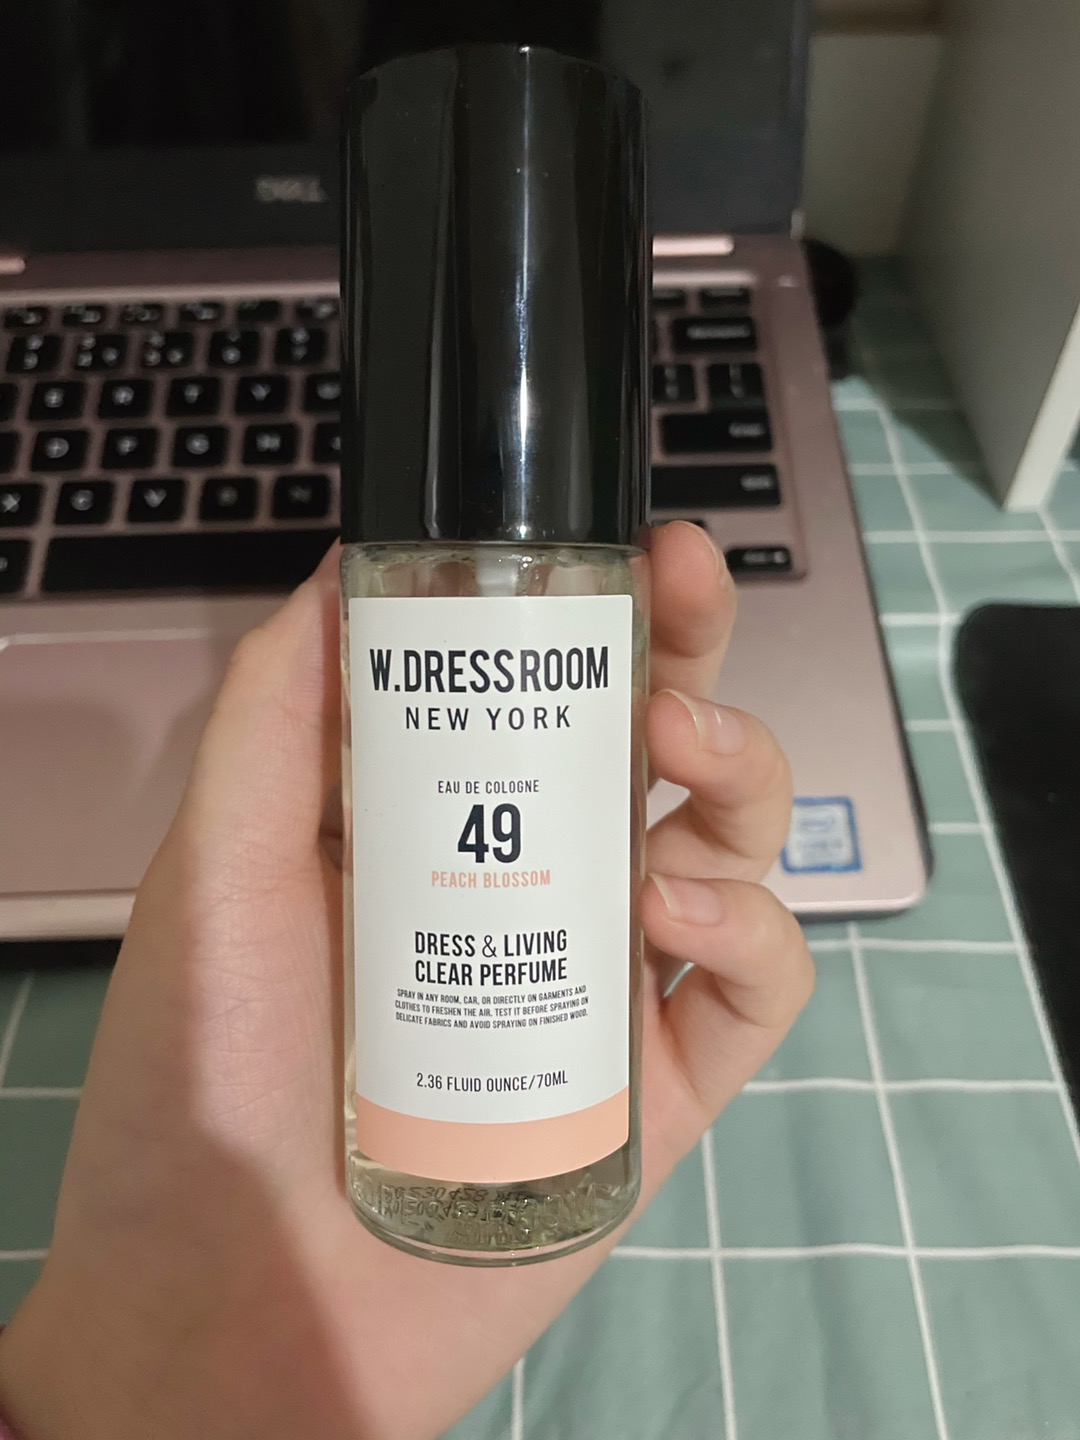 DELL
W.DRESSROOM
NEW YORK
EAU DE COLOGNE
49
PEACH BLOSSOM
DRESS & LIVING
CLEAR PERFUME
SPRAY IN ANY ROOM, CAR, OR DIRECTLY ON GARMENTS AND
CLOTHES TO FRESHEN THE AIR. TEST IT BEFORE SPRAYING ON
DELICATE FABRICS AND AVOID SPRAYING ON FINISHED WOOD.
2.36 FLUID OUNCE/70ML